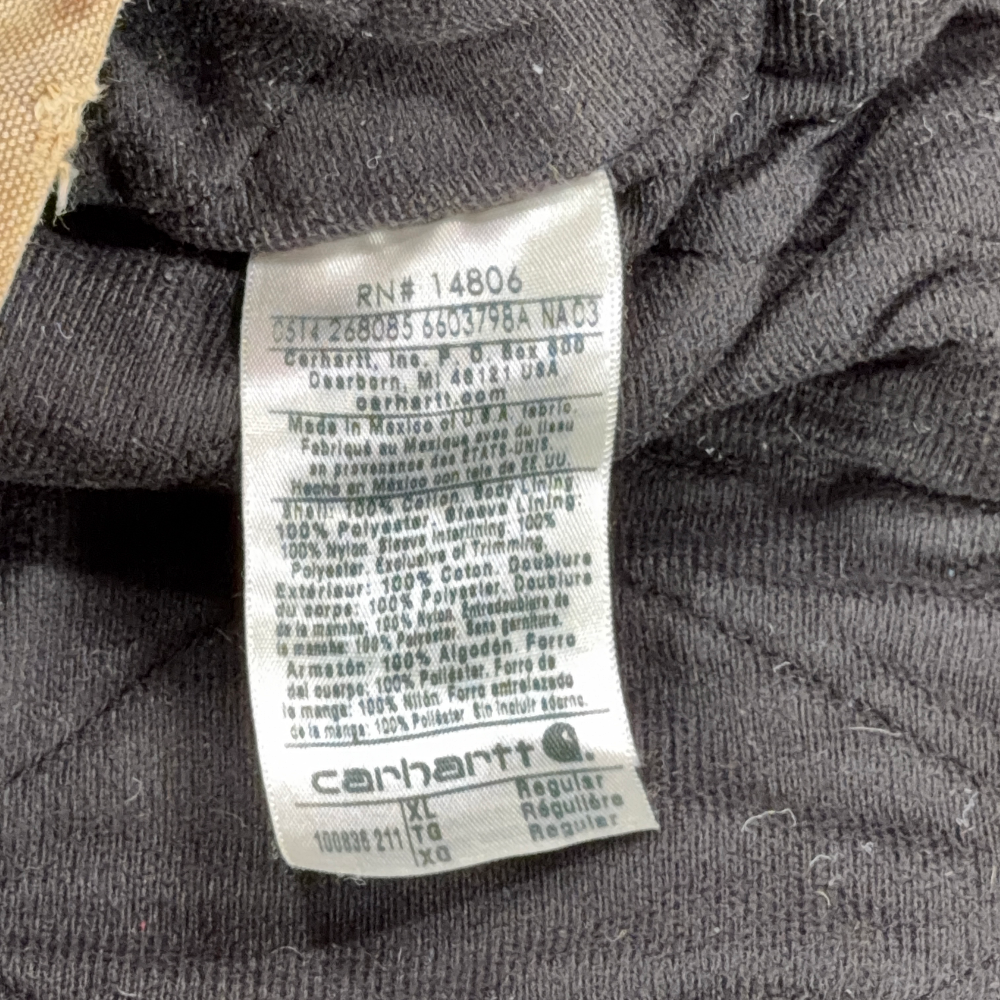 RN# 14806
0514 268085 6603798A NA03
Carhartt, Inc, P. O. Box 600
Dearborn, MI 48121 USA
carhartt.com
Made In Mexico of U.S.A fabric.
Fabriqué au Mexique avec du tissu
en provenance des ÉTATS-UNIS.
Hecho en México con tela de EE.UU.
Shell: 100% Cotton. Body Lining
100% Polyester. Sleeve Lining:
100% Nylon. Sleeve Interlining: 100%
Polyester. Exclusive of Trimming.
Extérieur: 100% Coton. Doublure
du corps: 100% Polyester. Doublure
de la manche: 100% Nylon. Entredoublure de
la manche: 100% Polyester. Sans garniture.
Armazón: 100% Algodón. Forro
del cuerpo: 100% Poliéster. Forro de
la manga: 100% Nilón. Forro entrelazado
de la manga: 100% Poliéster Sin incluir adorno.
carhartt
XL Regular
100836 211 TG Régulière
XG Regular